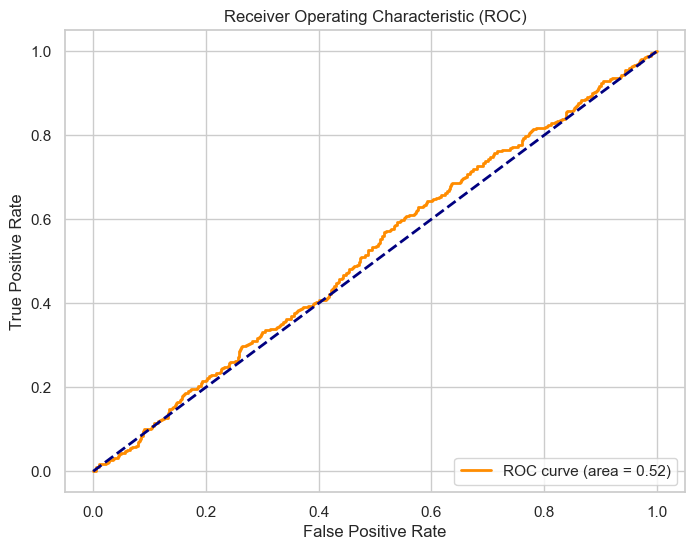 Receiver Operating Characteristic (ROC)
1.0
0.8
0.6
0.4
0.2
0.0
True Positive Rate
ROC curve (area = 0.52)
0.0 0.2 0.4 0.6 0.8 1.0
False Positive Rate